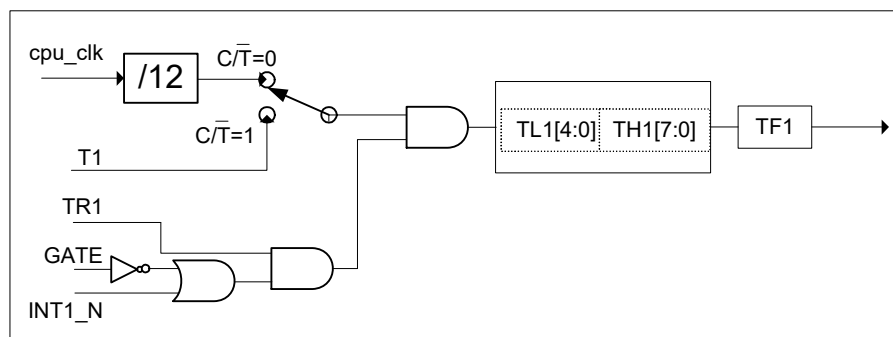 cpu_clk
/12
C/T̅=0
C/T̅=1
T1
TL1[4:0] TH1[7:0]
TF1
TR1
GATE
INT1_N